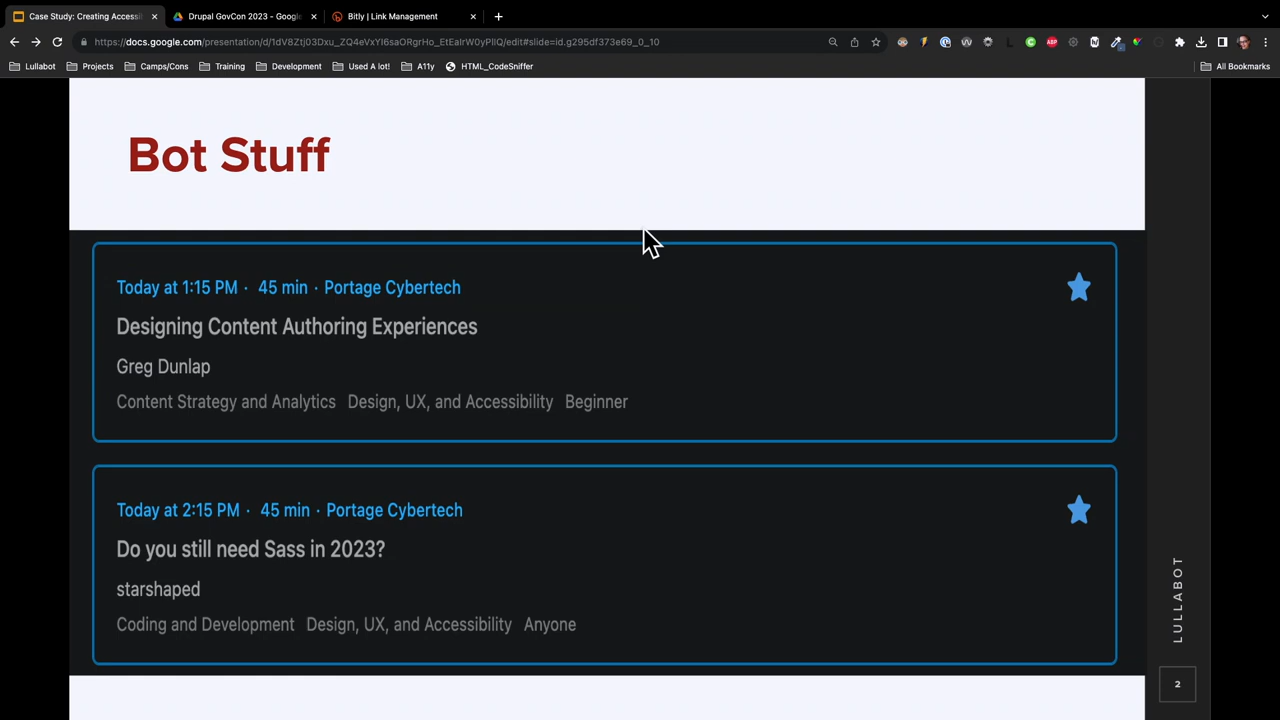 Case Study: Creating Accessi
Drupal GovCon 2023 - Google
Bitly | Link Management
https://docs.google.com/presentation/d/1dV8Ztj03Dxu_ZQ4eVxYI6saORgrHo_EtEaIrW0yPlIQ/edit#slide=id.g295df373e69_0_10
Lullabot
Projects
Camps/Cons
Training
Development
Used A lot!
A11y
HTML_CodeSniffer
All Bookmarks
Bot Stuff
Today at 1:15 PM · 45 min · Portage Cybertech
Designing Content Authoring Experiences
Greg Dunlap
Content Strategy and Analytics Design, UX, and Accessibility Beginner
Today at 2:15 PM · 45 min · Portage Cybertech
Do you still need Sass in 2023?
starshaped
Coding and Development Design, UX, and Accessibility Anyone
LULLABOT
2